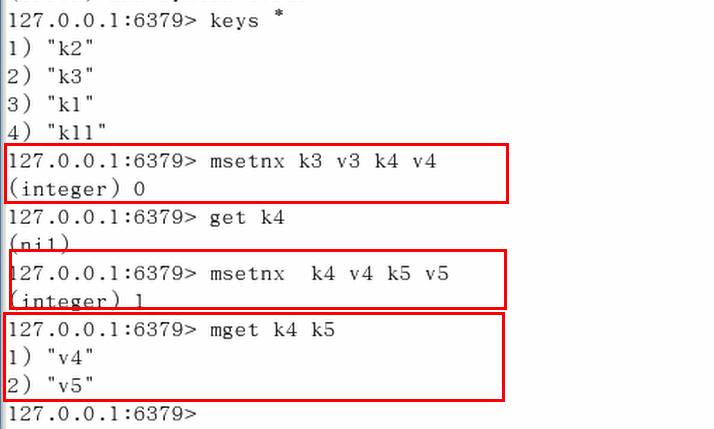 127.0.0.1:6379> keys *
1) "k2"
2) "k3"
3) "k1"
4) "k11"
127.0.0.1:6379> msetnx k3 v3 k4 v4
(integer) 0
127.0.0.1:6379> get k4
(nil)
127.0.0.1:6379> msetnx  k4 v4 k5 v5
(integer) 1
127.0.0.1:6379> mget k4 k5
1) "v4"
2) "v5"
127.0.0.1:6379>